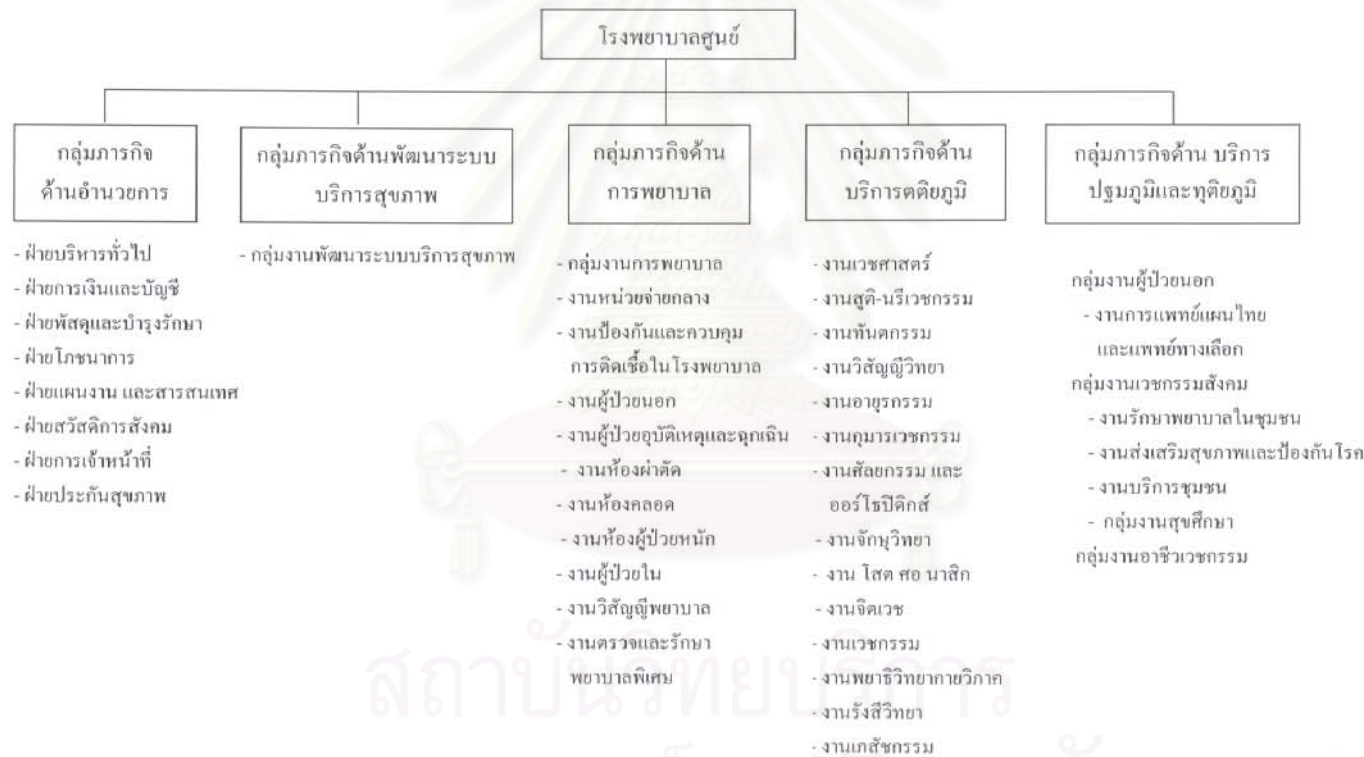 โรงพยาบาลศูนย์
กลุ่มภารกิจ
ด้านอำนวยการ
- ฝ่ายบริหารทั่วไป
- ฝ่ายการเงินและบัญชี
- ฝ่ายพัสดุและบำรุงรักษา
- ฝ่ายโภชนาการ
- ฝ่ายแผนงาน และสารสนเทศ
- ฝ่ายสวัสดิการสังคม
- ฝ่ายการเจ้าหน้าที่
- ฝ่ายประกันสุขภาพ
กลุ่มภารกิจด้านพัฒนาระบบ
บริการสุขภาพ
- กลุ่มงานพัฒนาระบบบริการสุขภาพ
กลุ่มภารกิจด้าน
การพยาบาล
- กลุ่มงานการพยาบาล
- งานหน่วยจ่ายกลาง
- งานป้องกันและควบคุม
การติดเชื้อในโรงพยาบาล
- งานผู้ป่วยนอก
- งานผู้ป่วยอุบัติเหตุและฉุกเฉิน
- งานห้องผ่าตัด
- งานห้องคลอด
- งานห้องผู้ป่วยหนัก
- งานผู้ป่วยใน
- งานวิสัญญีพยาบาล
- งานตรวจและรักษา
พยาบาลพิเศษ
กลุ่มภารกิจด้าน
บริการตติยภูมิ
- งานเวชศาสตร์
- งานสูติ-นรีเวชกรรม
- งานทันตกรรม
- งานวิสัญญีวิทยา
- งานอายุรกรรม
- งานกุมารเวชกรรม
- งานศัลยกรรม และ
ออร์โธปิดิกส์
- งานจักษุวิทยา
- งาน โสต ศอ นาสิก
- งานจิตเวช
- งานเวชกรรม
- งานพยาธิวิทยากายวิภาค
- งานรังสีวิทยา
- งานเภสัชกรรม
กลุ่มภารกิจด้าน บริการ
ปฐมภูมิและทุติยภูมิ
กลุ่มงานผู้ป่วยนอก
- งานการแพทย์แผนไทย
และแพทย์ทางเลือก
กลุ่มงานเวชกรรมสังคม
- งานรักษาพยาบาลในชุมชน
- งานส่งเสริมสุขภาพและป้องกันโรค
- งานบริการชุมชน
- กลุ่มงานสุขศึกษา
กลุ่มงานอาชีวเวชกรรม
สถาบันวิทยบริการ